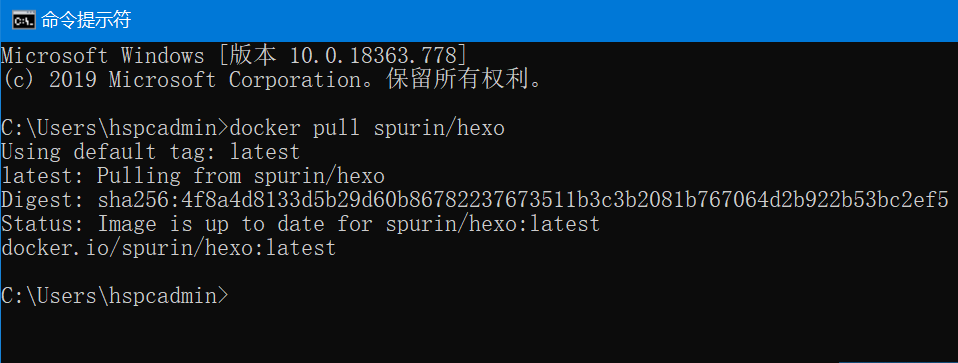 命令提示符
Microsoft Windows [版本 10.0.18363.778]
(c) 2019 Microsoft Corporation。保留所有权利。
C:\Users\hspcadmin>docker pull spurin/hexo
Using default tag: latest
latest: Pulling from spurin/hexo
Digest: sha256:4f8a4d8133d5b29d60b86782237673511b3c3b2081b767064d2b922b53bc2ef5
Status: Image is up to date for spurin/hexo:latest
docker.io/spurin/hexo:latest
C:\Users\hspcadmin>